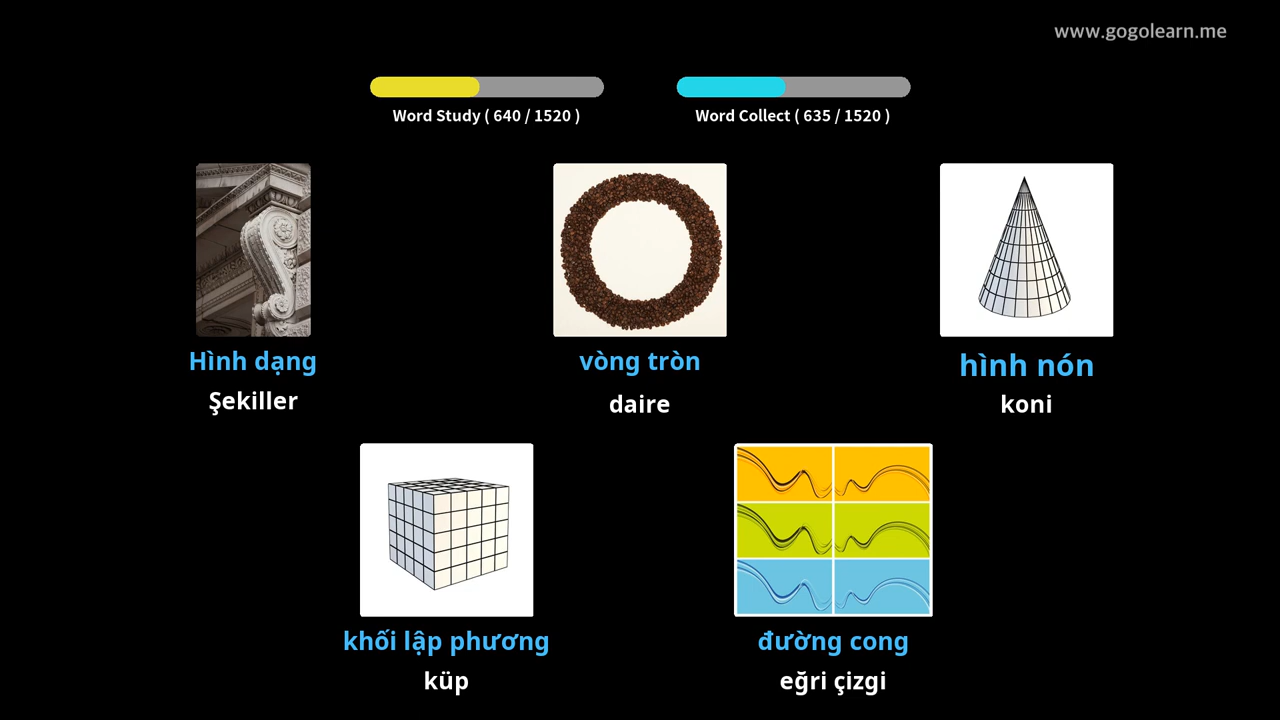 www.gogolearn.me
Word Study ( 640 / 1520 )
Word Collect ( 635 / 1520 )
Hình dạng
Şekiller
vòng tròn
daire
hình nón
koni
khối lập phương
küp
đường cong
eğri çizgi